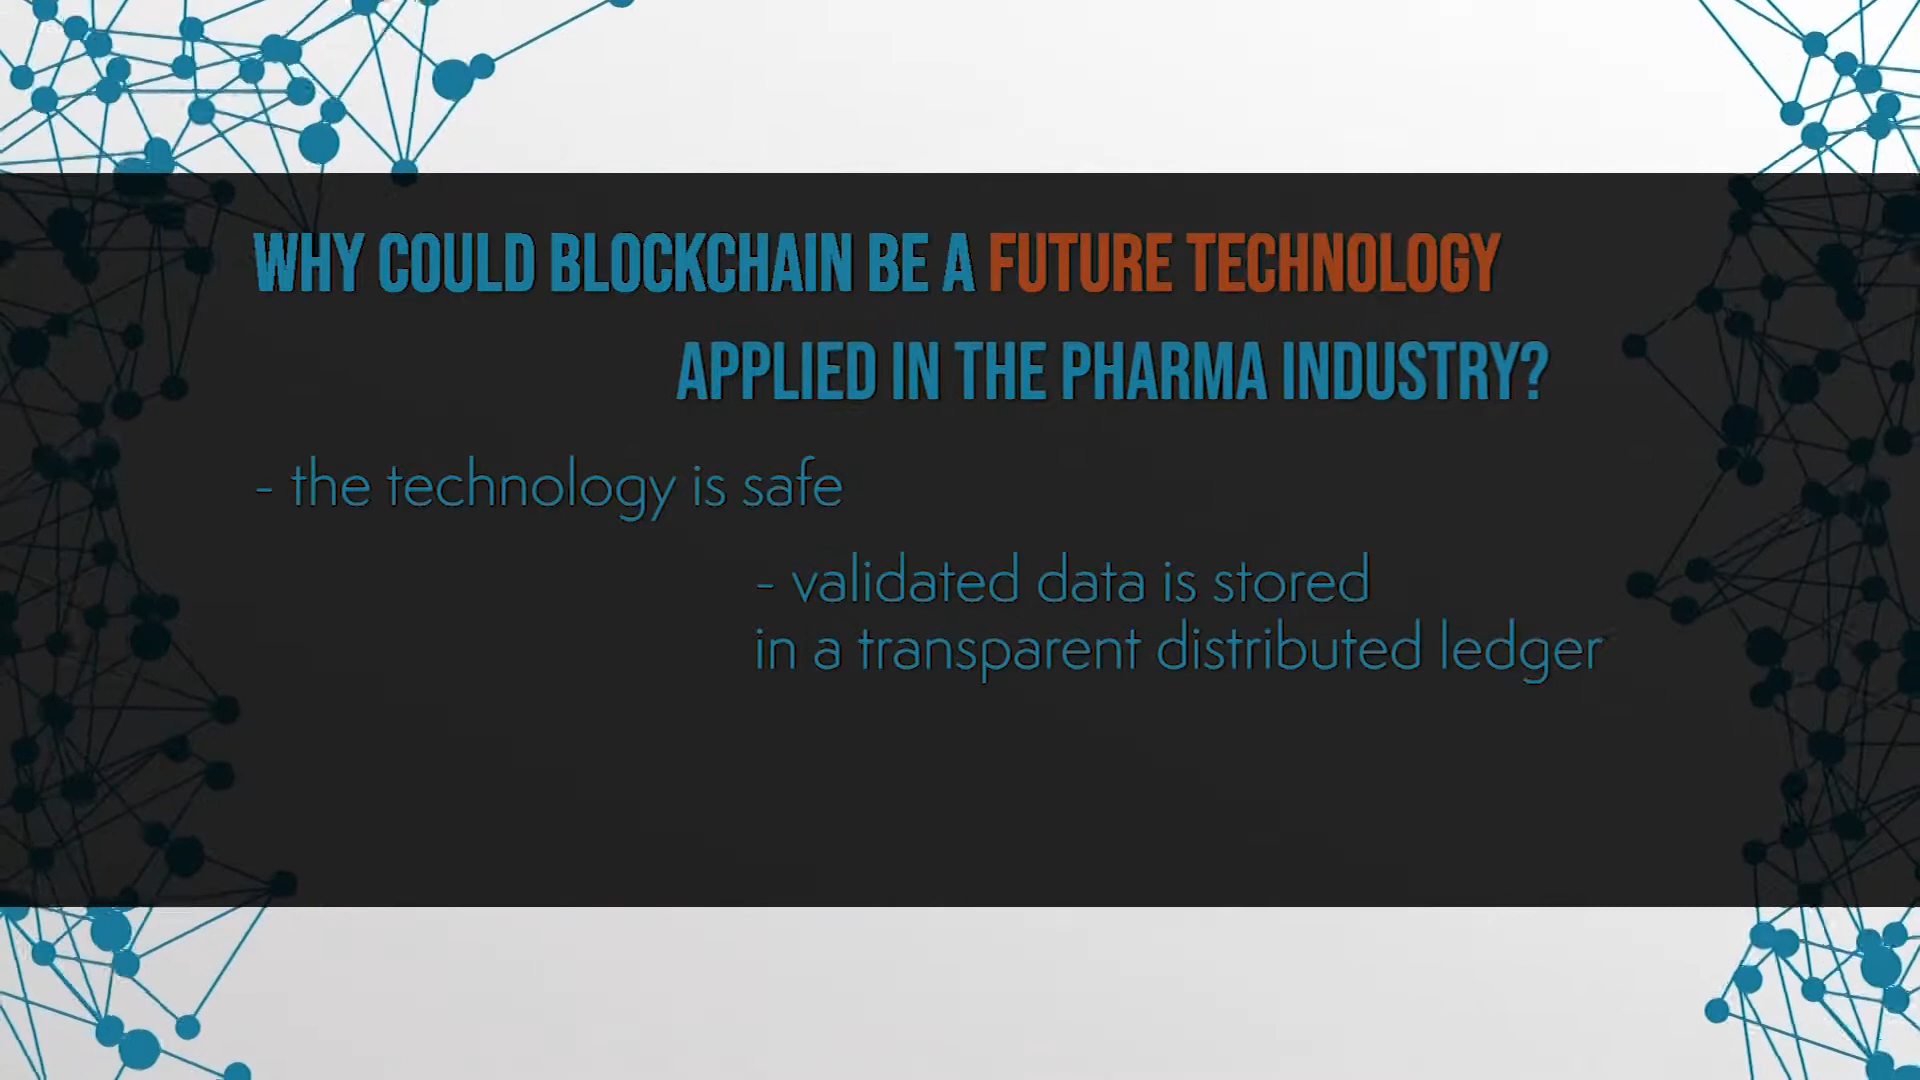 WHY COULD BLOCKCHAIN BE A FUTURE TECHNOLOGY
APPLIED IN THE PHARMA INDUSTRY?
- the technology is safe
- validated data is stored
in a transparent distributed ledger